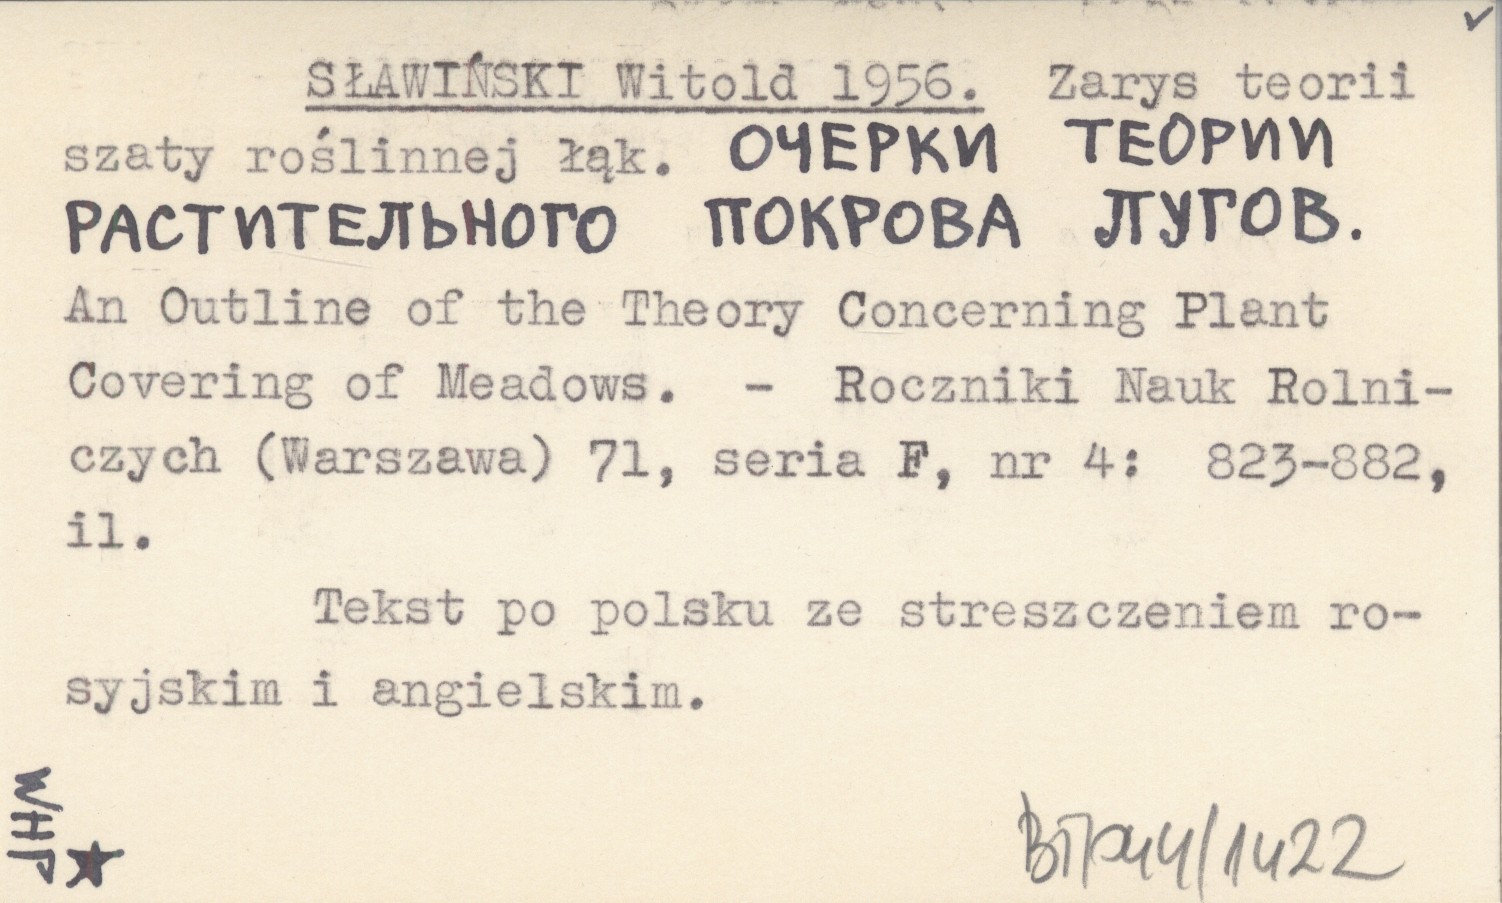 SŁAWIŃSKI Witold 1956. Zarys teorii
szaty roślinnej łąk. ОЧЕРКИ ТЕОРИИ
РАСТИТЕЛЬНОГО ПОКРОВА ЛУГОВ.
An Outline of the Theory Concerning Plant
Covering of Meadows. - Roczniki Nauk Rolni-
czych (Warszawa) 71, seria F, nr 4: 823-882,
il.
Tekst po polsku ze streszczeniem ro-
syjskim i angielskim.
WHP